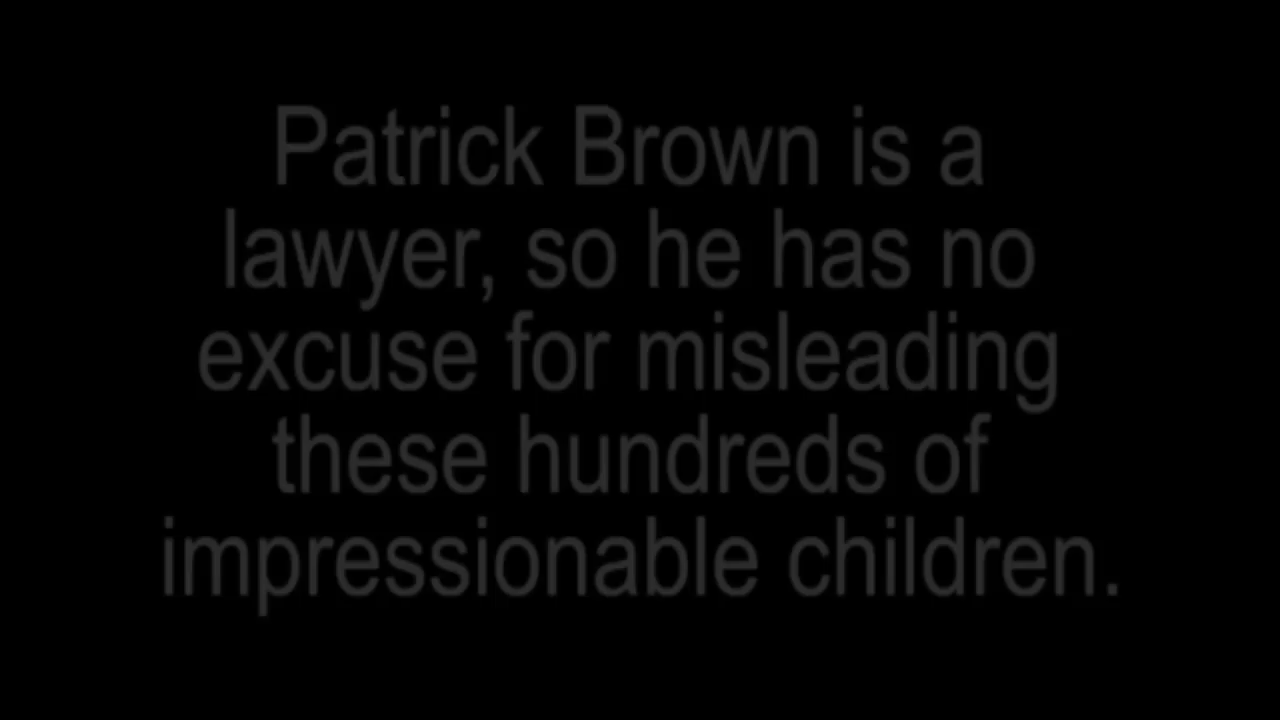 Patrick Brown is a
lawyer, so he has no
excuse for misleading
these hundreds of
impressionable children.